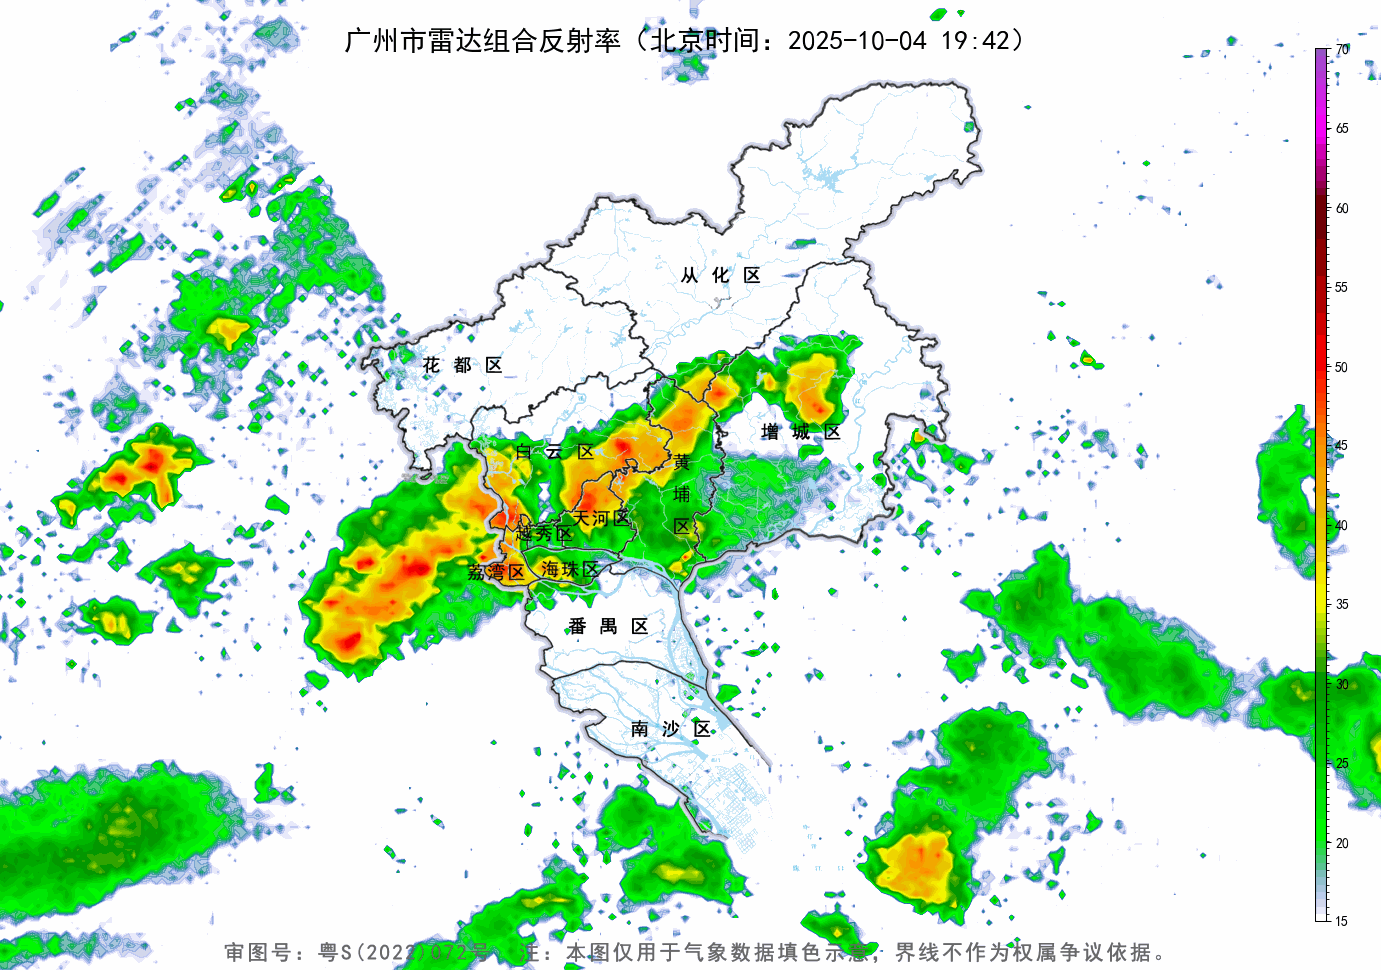 广州市雷达组合反射率（北京时间：2025-10-04 19:42）
70
65
60
55
50
45
40
35
30
25
20
15
从化区
花都区
增城区
白云区
黄埔区
天河区
越秀区
荔湾区
海珠区
番禺区
南沙区
审图号：粤S(2022)072号 注：本图仅用于气象数据填色示意，界线不作为权属争议依据。